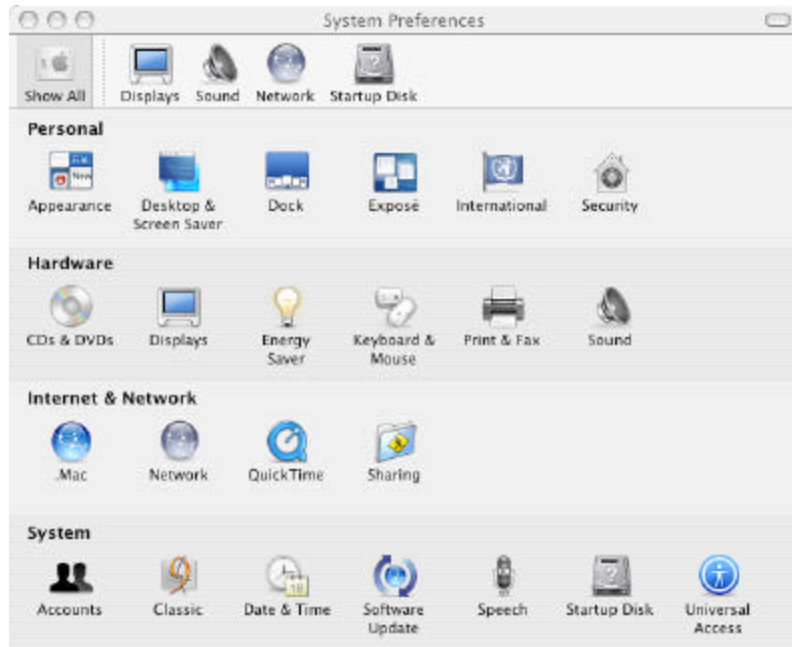 System Preferences
Show All Displays Sound Network Startup Disk
Personal
Appearance Desktop & Screen Saver Dock Exposé International Security
Hardware
CDs & DVDs Displays Energy Saver Keyboard & Mouse Print & Fax Sound
Internet & Network
.Mac Network QuickTime Sharing
System
Accounts Classic Date & Time Software Update Speech Startup Disk Universal Access